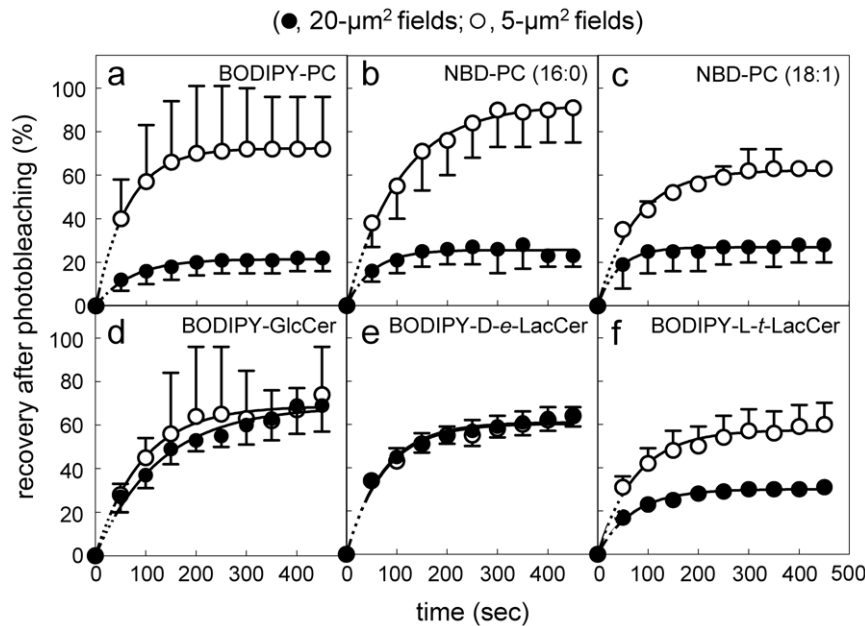 (●, 20-μm² fields; ○, 5-μm² fields)
a BODIPY-PC
b NBD-PC (16:0)
c NBD-PC (18:1)
100
80
60
40
20
0
d BODIPY-GlcCer
e BODIPY-D-e-LacCer
f BODIPY-L-t-LacCer
100
80
60
40
20
0
recovery after photobleaching (%)
0 100 200 300 400 0 100 200 300 400 0 100 200 300 400 500
time (sec)